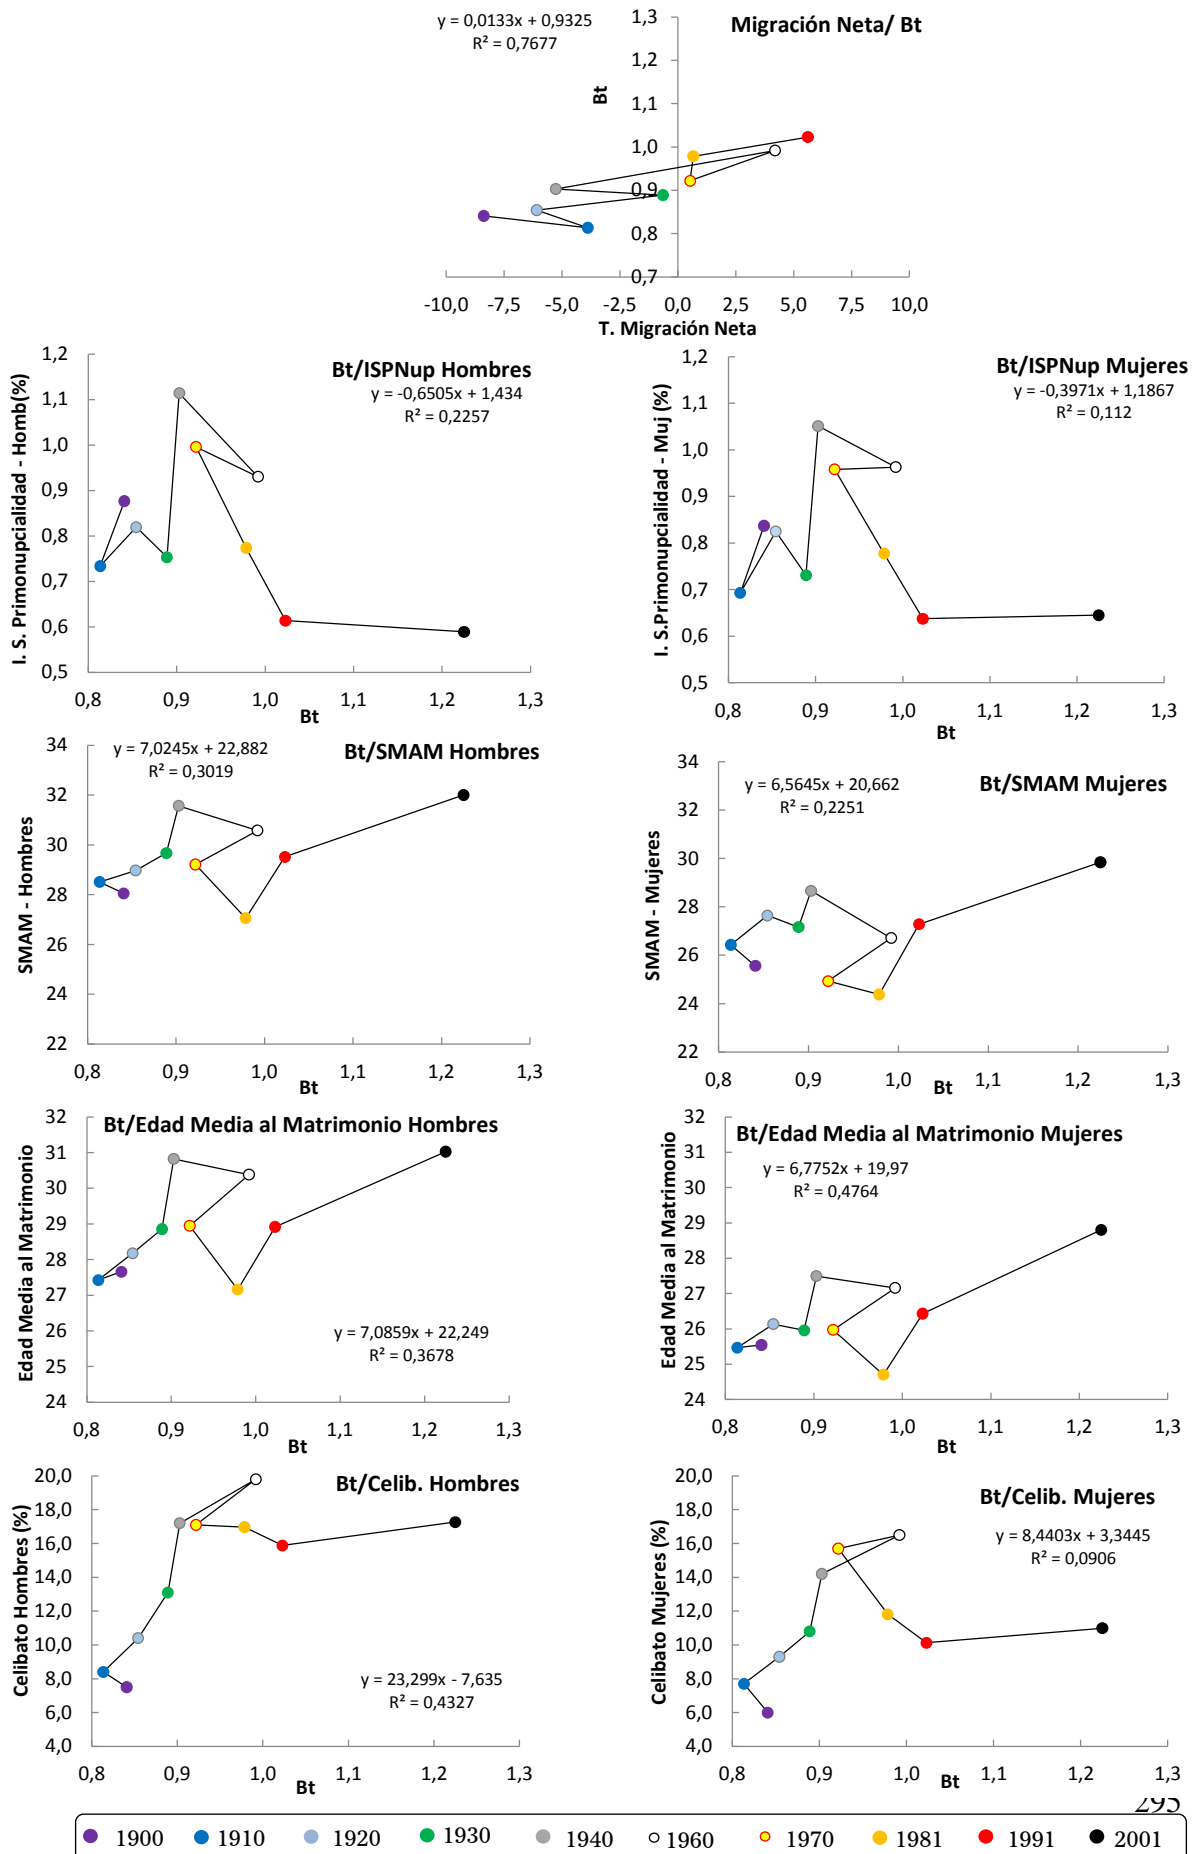 Migración Neta/ Bt
y = 0,0133x + 0,9325
R² = 0,7677
Bt
1,3
1,2
1,1
1,0
0,9
0,8
0,7
-10,0 -7,5 -5,0 -2,5 0,0 2,5 5,0 7,5 10,0
T. Migración Neta
Bt/ISPNup Hombres
y = -0,6505x + 1,434
R² = 0,2257
I. S. Primonupcialidad - Homb(%)
1,2
1,1
1,0
0,9
0,8
0,7
0,6
0,5
0,8 0,9 1,0 1,1 1,2 1,3
Bt
Bt/ISPNup Mujeres
y = -0,3971x + 1,1867
R² = 0,112
I. S.Primonupcialidad - Muj (%)
1,2
1,1
1,0
0,9
0,8
0,7
0,6
0,5
0,8 0,9 1,0 1,1 1,2 1,3
Bt
Bt/SMAM Hombres
y = 7,0245x + 22,882
R² = 0,3019
SMAM - Hombres
34
32
30
28
26
24
22
0,8 0,9 1,0 1,1 1,2 1,3
Bt
Bt/SMAM Mujeres
y = 6,5645x + 20,662
R² = 0,2251
SMAM - Mujeres
34
32
30
28
26
24
22
0,8 0,9 1,0 1,1 1,2 1,3
Bt
Bt/Edad Media al Matrimonio Hombres
Edad Media al Matrimonio
32
31
30
29
28
27
26
25
24
y = 7,0859x + 22,249
R² = 0,3678
0,8 0,9 1,0 1,1 1,2 1,3
Bt
Bt/Edad Media al Matrimonio Mujeres
y = 6,7752x + 19,97
R² = 0,4764
Edad Media al Matrimonio
32
31
30
29
28
27
26
25
24
0,8 0,9 1,0 1,1 1,2 1,3
Bt
Bt/Celib. Hombres
Celibato Hombres (%)
20,0
18,0
16,0
14,0
12,0
10,0
8,0
6,0
4,0
y = 23,299x - 7,635
R² = 0,4327
0,8 0,9 1,0 1,1 1,2 1,3
Bt
Bt/Celib. Mujeres
y = 8,4403x + 3,3445
R² = 0,0906
Celibato Mujeres (%)
20,0
18,0
16,0
14,0
12,0
10,0
8,0
6,0
4,0
0,8 0,9 1,0 1,1 1,2 1,3
Bt
295
1900 1910 1920 1930 1940 1960 1970 1981 1991 2001